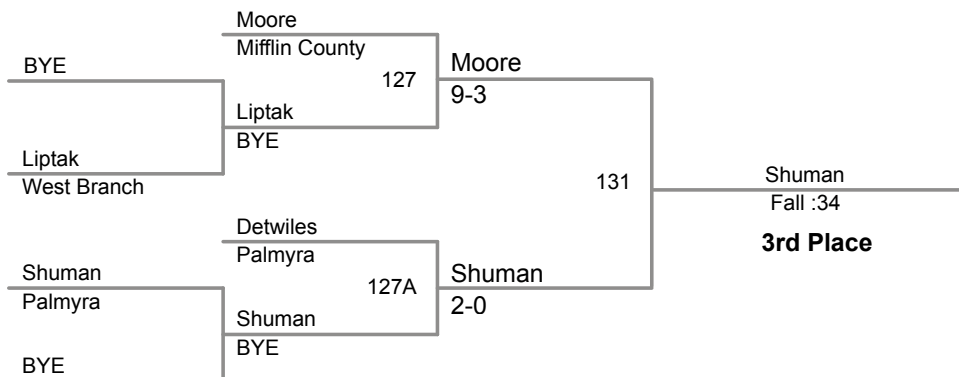 Moore
Mifflin County
BYE
127
Moore
9-3
Liptak
BYE
Liptak
West Branch
131
Shuman
Fall :34
3rd Place
Detwiles
Palmyra
Shuman
Palmyra
127A
Shuman
2-0
Shuman
BYE
BYE